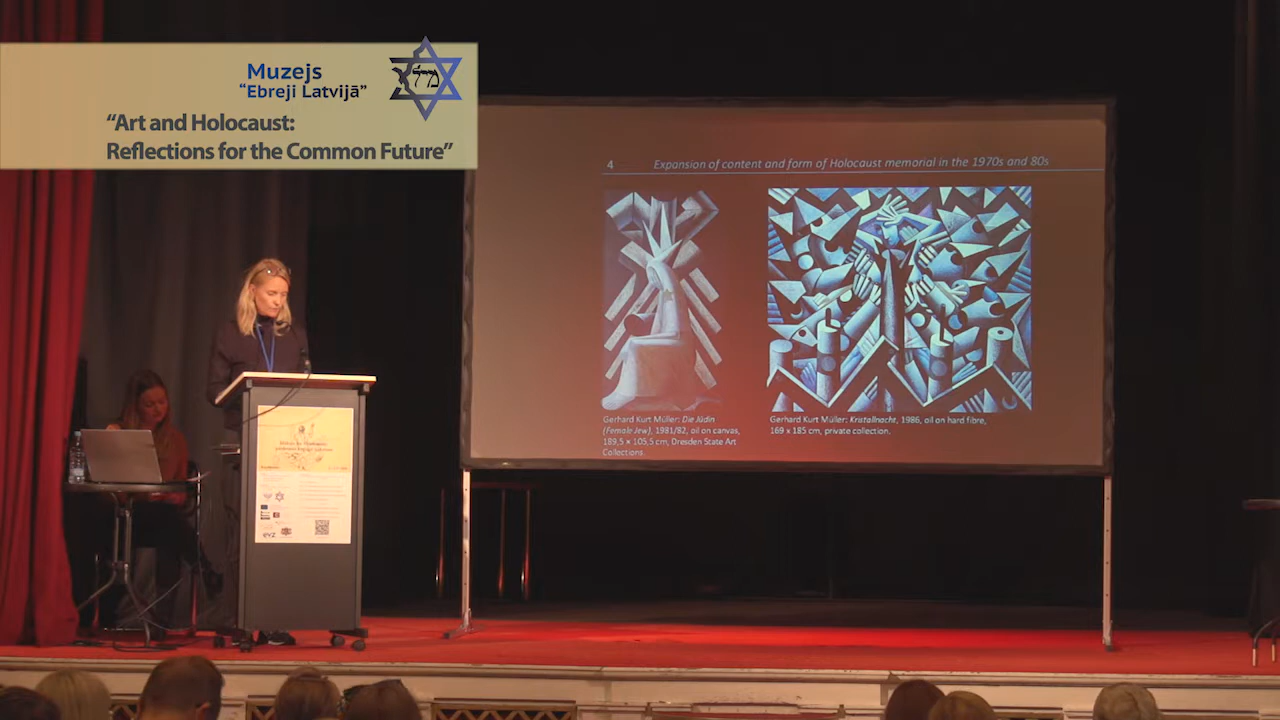 Muzejs
“Ebreji Latvijā”
מיל
“Art and Holocaust:
Reflections for the Common Future”
4 Expansion of content and form of Holocaust memorial in the 1970s and 80s
Gerhard Kurt Müller: Die Jüdin
(Female Jew), 1981/82, oil on canvas,
189,5 × 105,5 cm, Dresden State Art
Collections.
Gerhard Kurt Müller: Kristallnacht, 1986, oil on hard fibre,
169 x 185 cm, private collection.